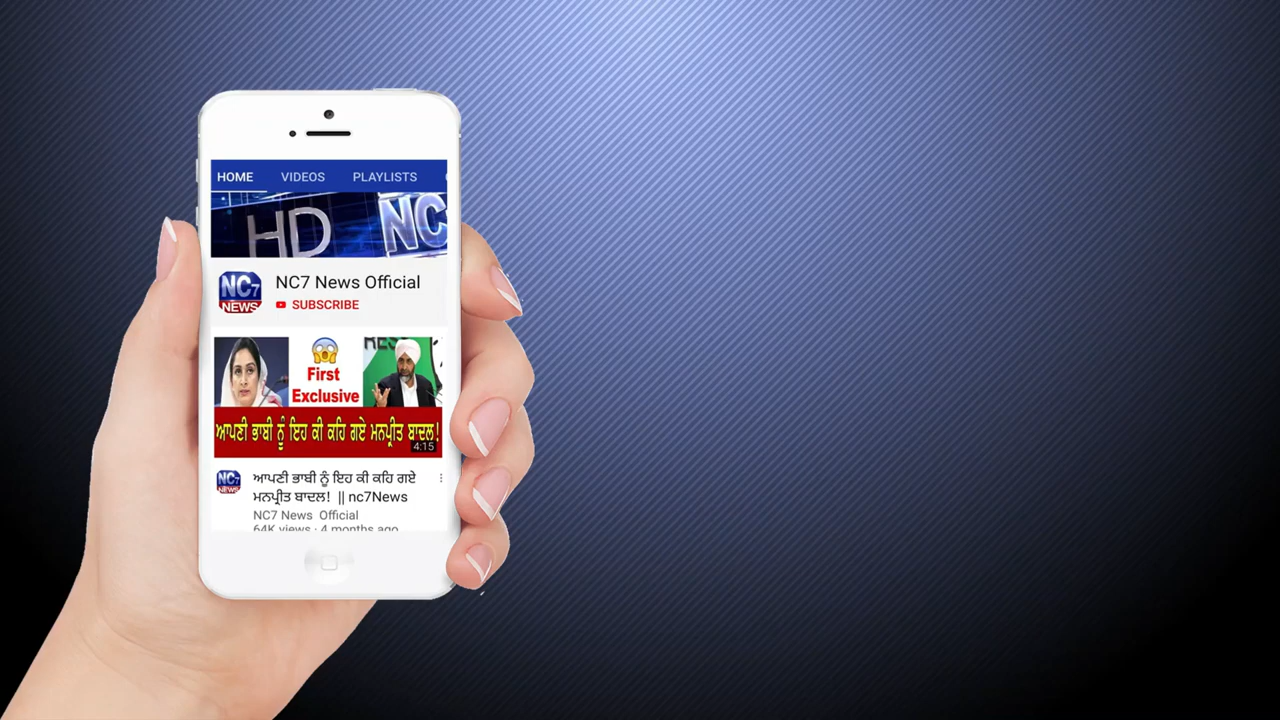 HOME VIDEOS PLAYLISTS
HD NC
NC7 News Official
SUBSCRIBE
NC7
NEWS
First
Exclusive
ਆਪਣੀ ਭਾਬੀ ਨੂੰ ਇਹ ਕੀ ਕਹਿ ਗਏ ਮਨਪ੍ਰੀਤ ਬਾਦਲ!
4:15
NC7
NEWS
ਆਪਣੀ ਭਾਬੀ ਨੂੰ ਇਹ ਕੀ ਕਹਿ ਗਏ
ਮਨਪ੍ਰੀਤ ਬਾਦਲ! || nc7News
NC7 News Official
64K views · 4 months ago